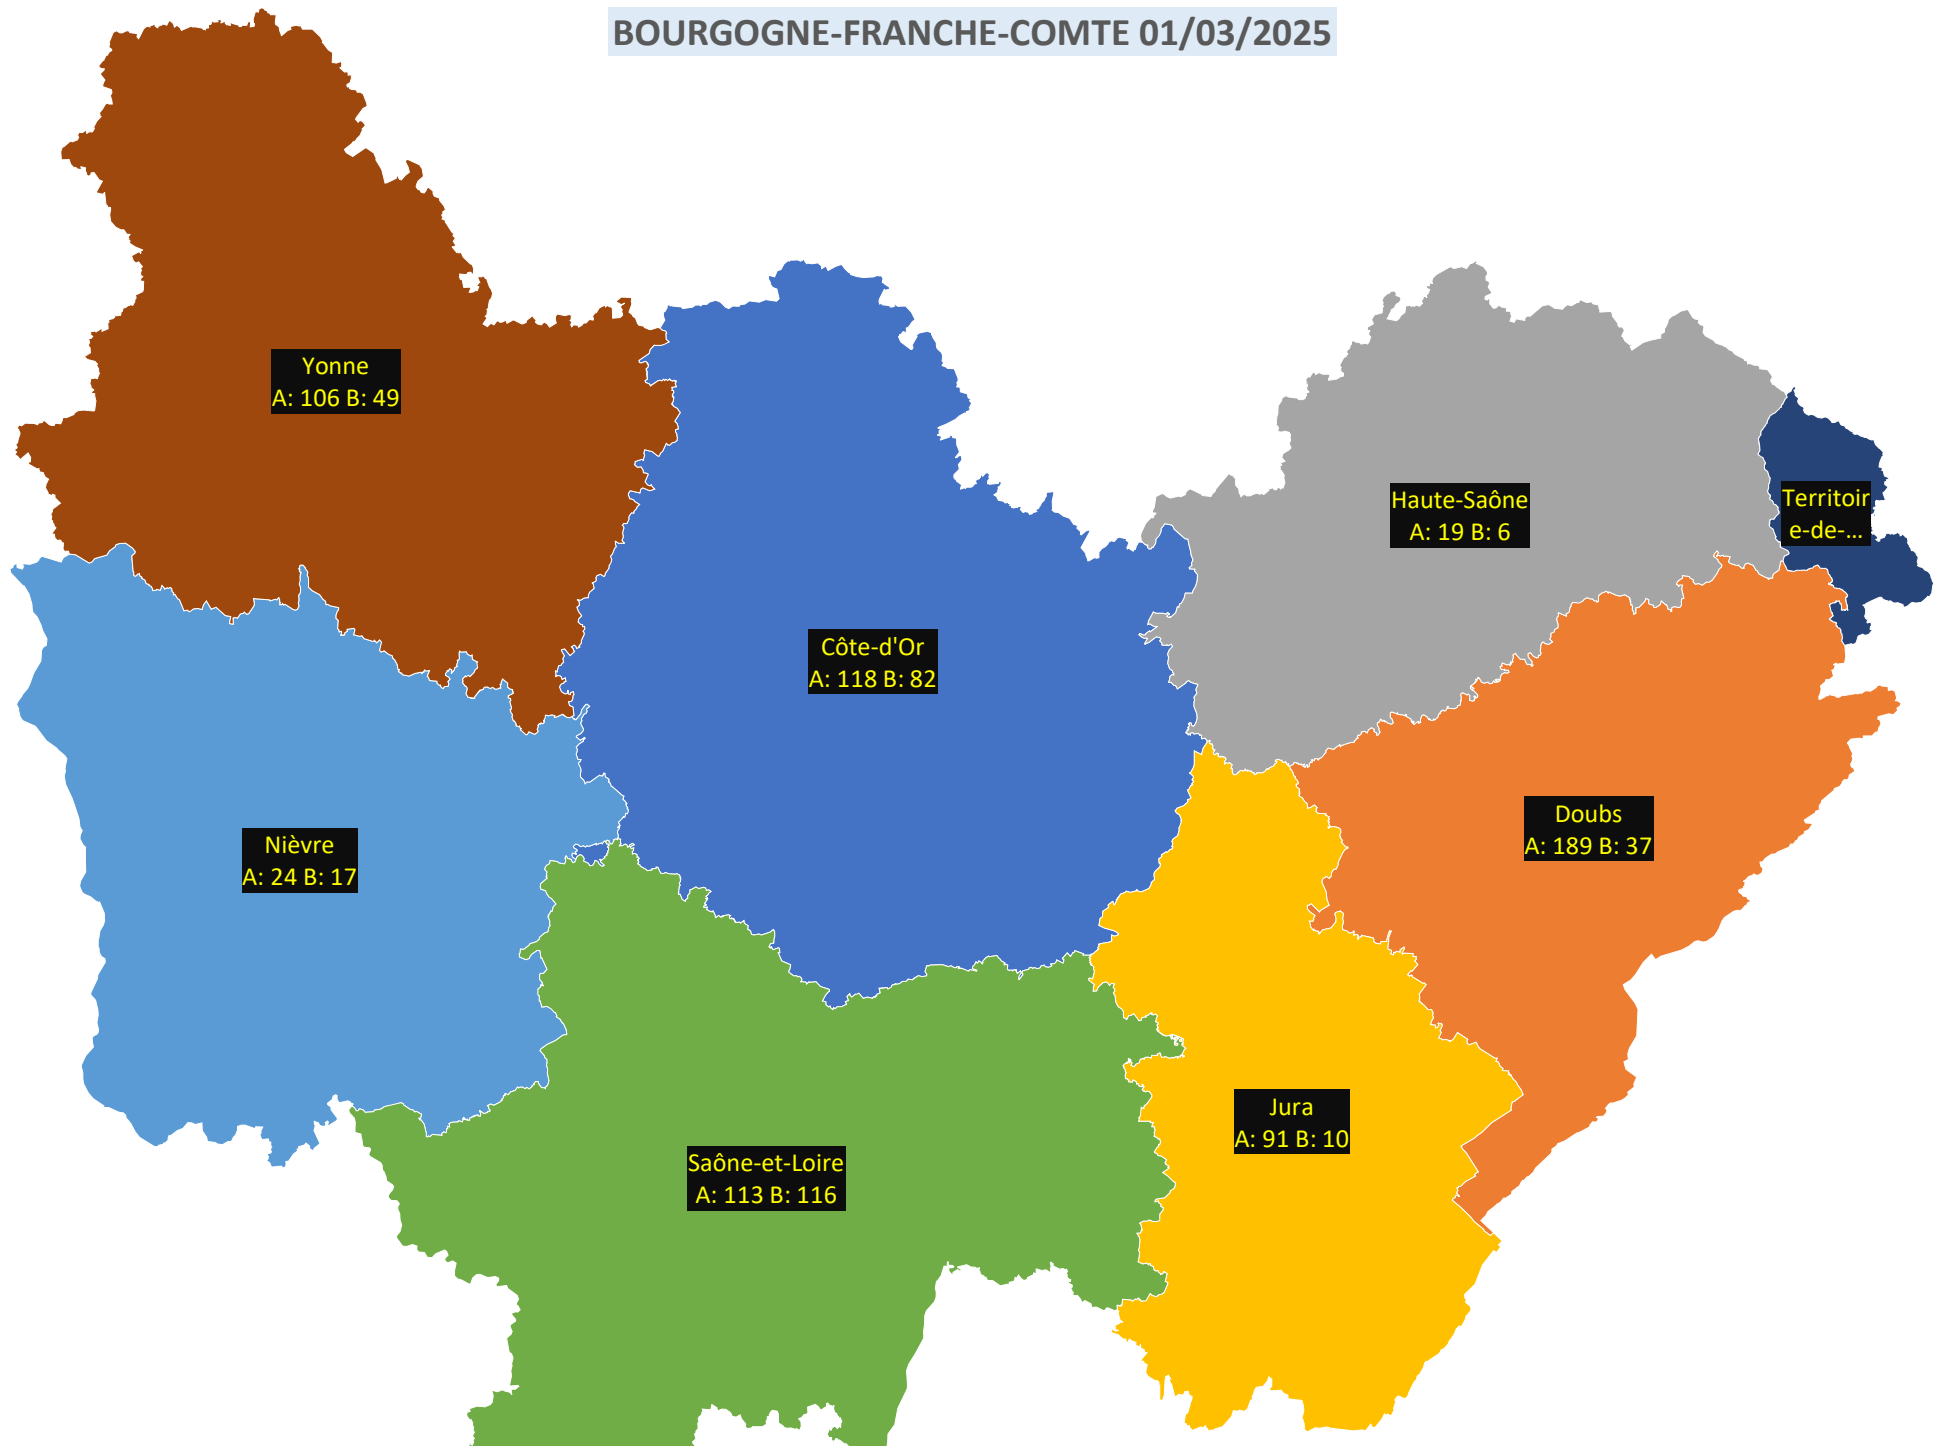 BOURGOGNE-FRANCHE-COMTE 01/03/2025
Yonne
A: 106 B: 49
Haute-Saône
A: 19 B: 6
Territoir
e-de-...
Côte-d'Or
A: 118 B: 82
Doubs
A: 189 B: 37
Nièvre
A: 24 B: 17
Jura
A: 91 B: 10
Saône-et-Loire
A: 113 B: 116